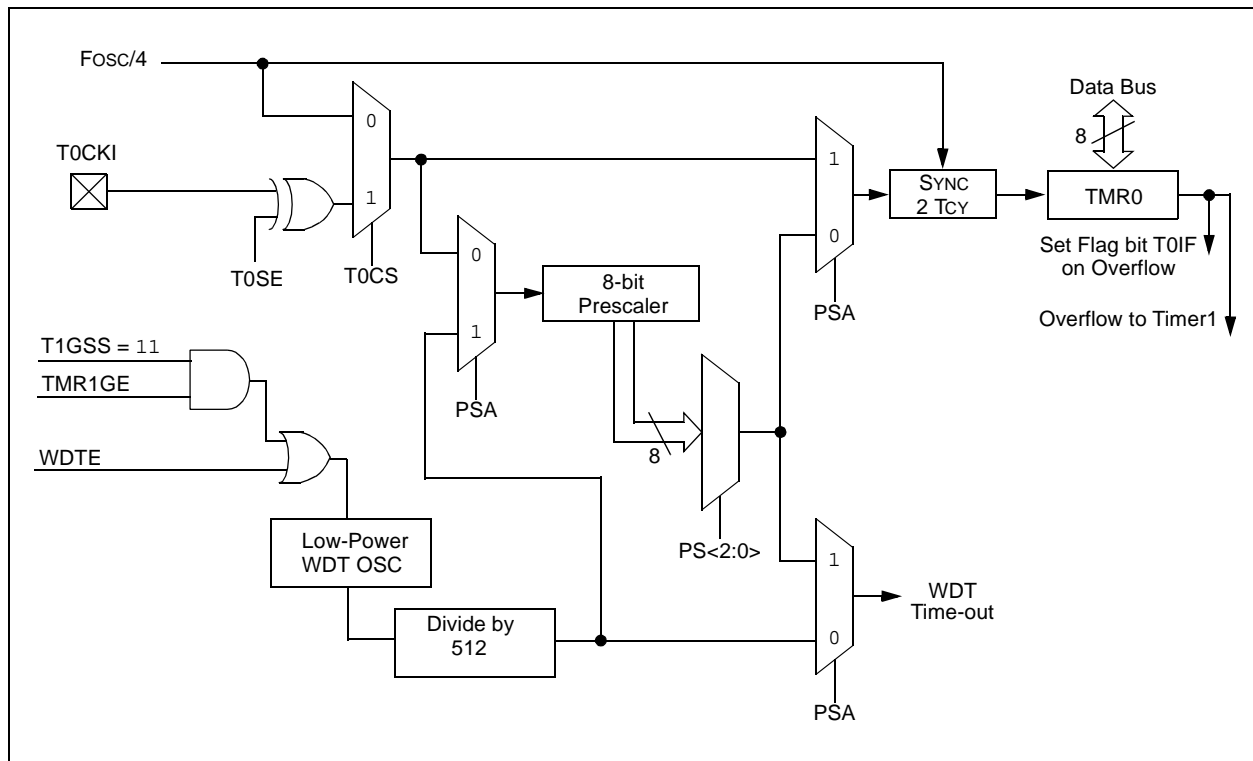 FOSC/4
Data Bus
0
8
T0CKI
1
SYNC
2 TCY
TMR0
1
0
0
T0SE
T0CS
8-bit
Prescaler
Set Flag bit T0IF
on Overflow
PSA
Overflow to Timer1
T1GSS = 11
1
TMR1GE
PSA
8
WDTE
Low-Power
WDT OSC
PS<2:0>
1
WDT
Time-out
Divide by
512
0
PSA